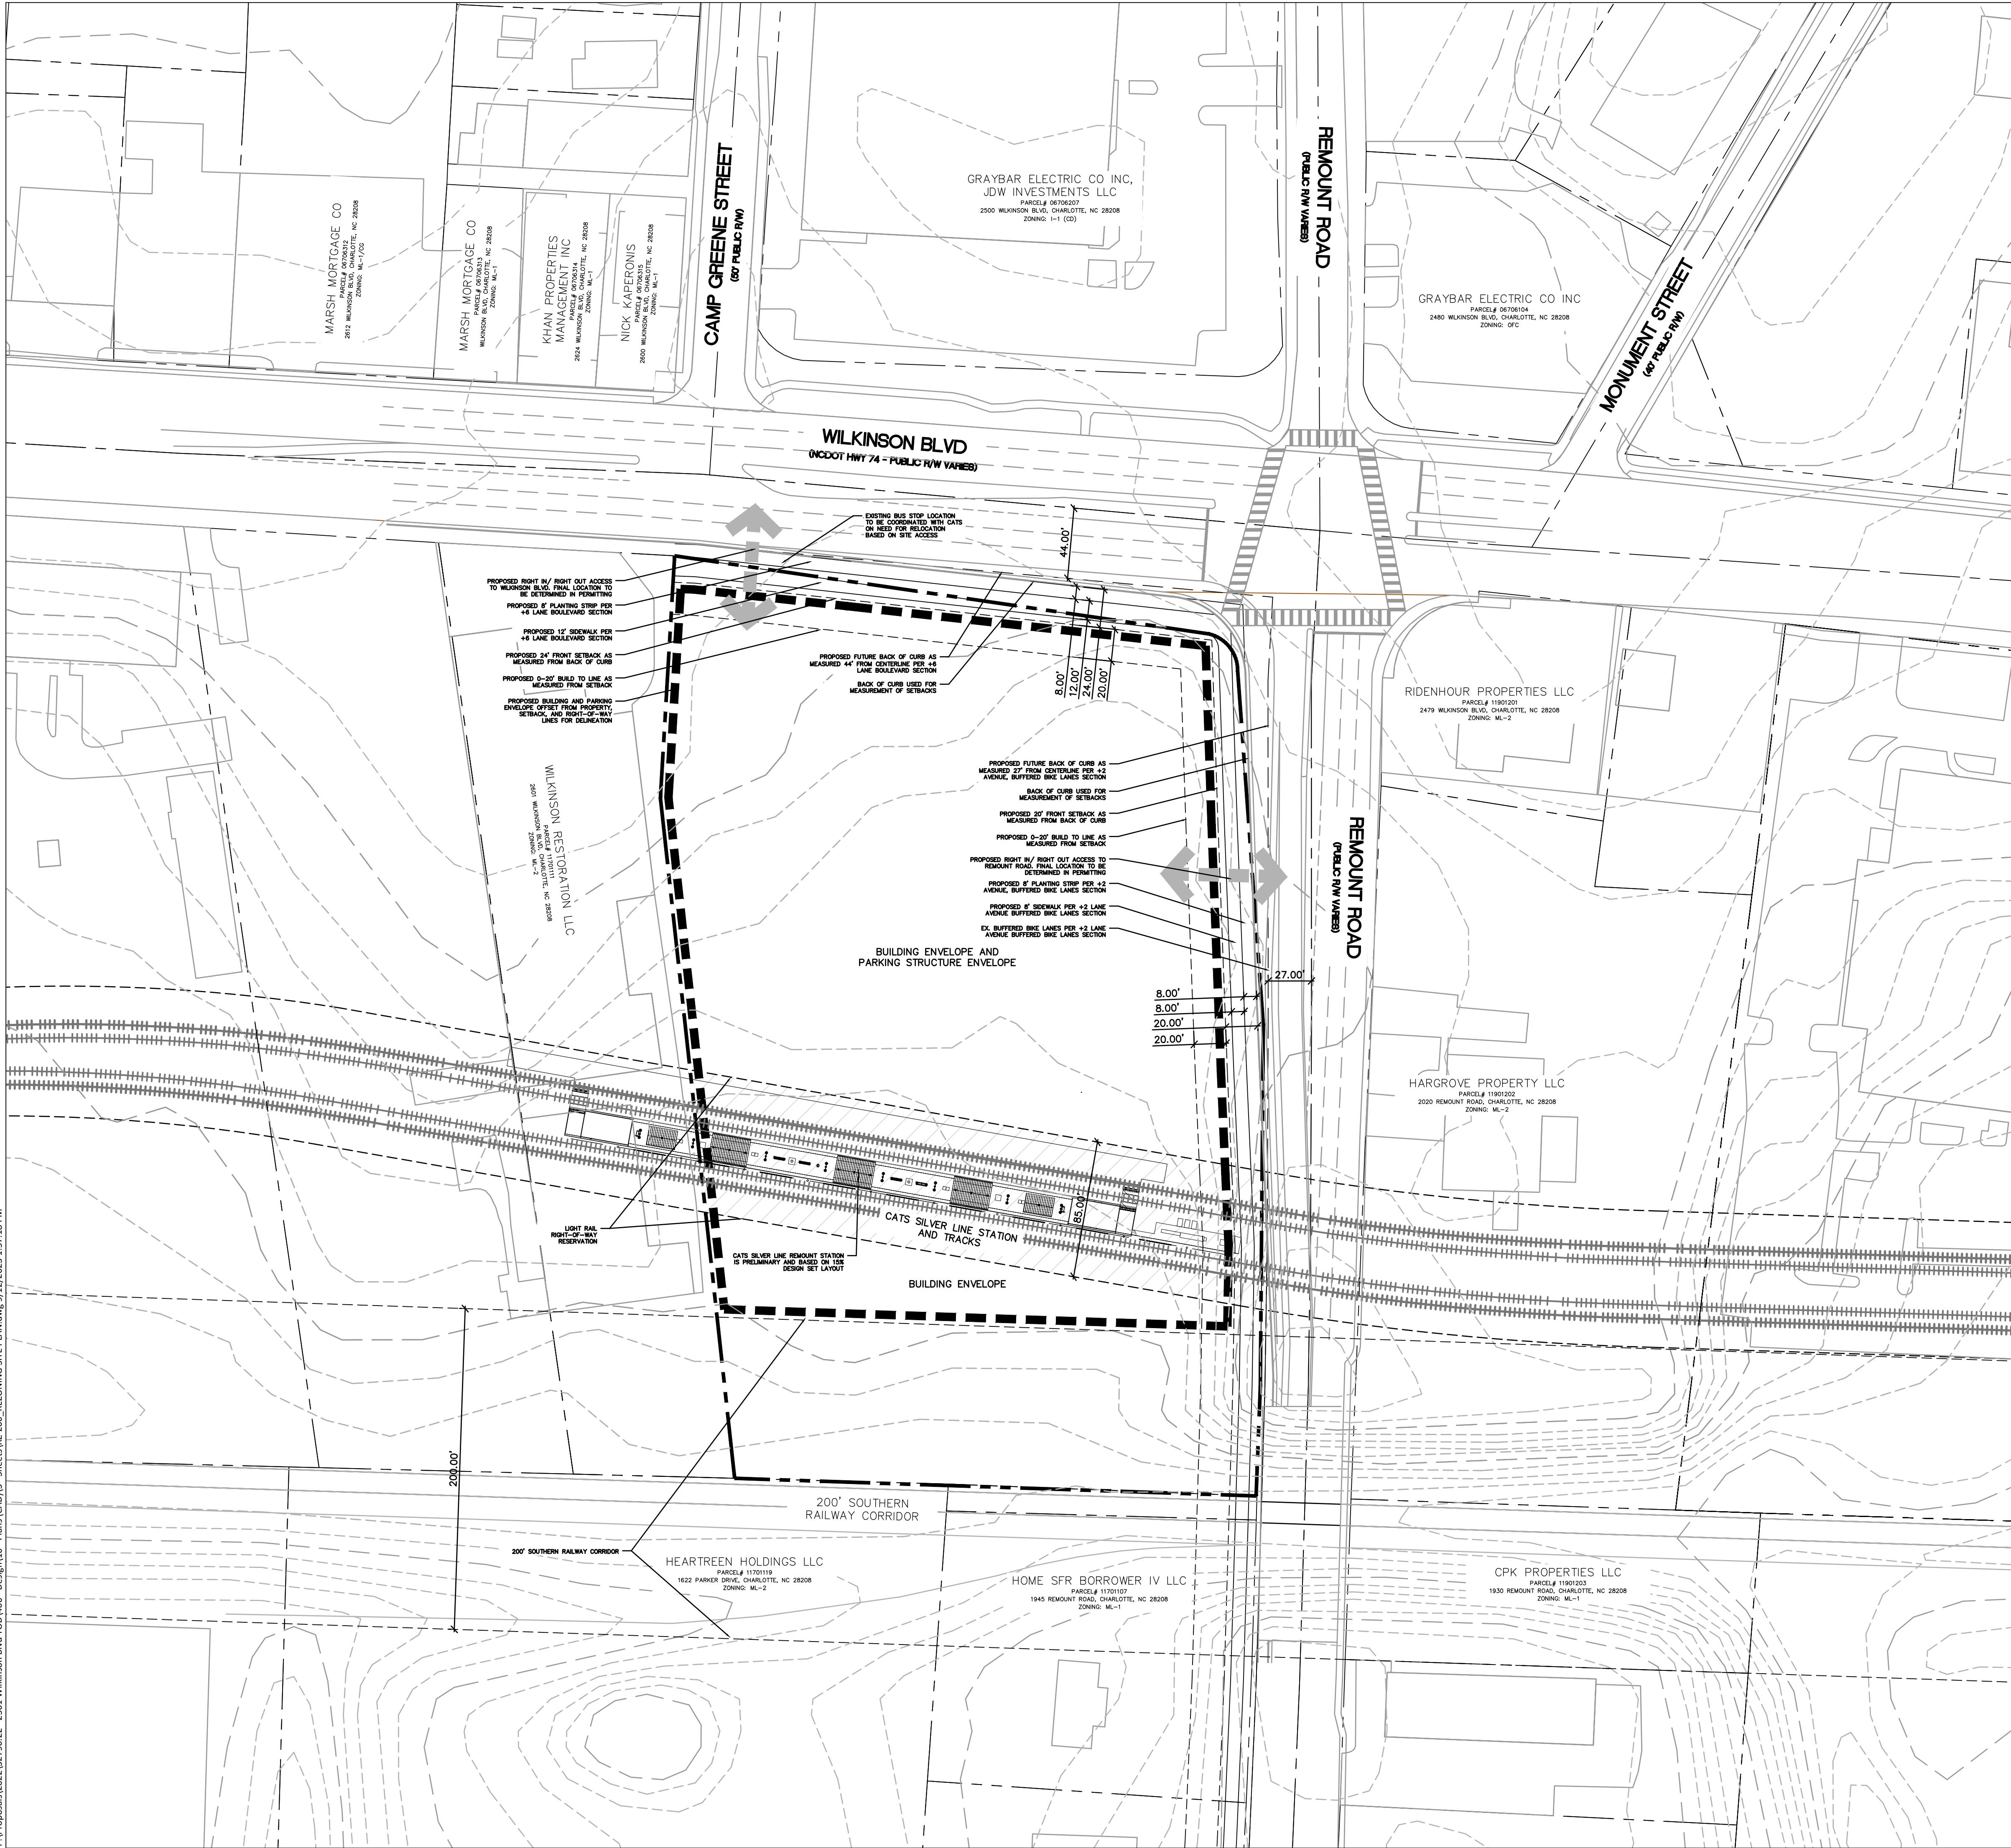 MARSH MORTGAGE CO
PARCEL# 06706312
2612 WILKINSON BLVD, CHARLOTTE, NC 28208
ZONING: ML-1/CG
MARSH MORTGAGE CO
PARCEL# 06706313
WILKINSON BLVD, CHARLOTTE, NC 28208
ZONING: ML-1
KHAN PROPERTIES
MANAGEMENT INC
PARCEL# 06706314
2624 WILKINSON BLVD, CHARLOTTE, NC 28208
ZONING: ML-1
NICK KAPERONIS
PARCEL# 06706315
2600 WILKINSON BLVD, CHARLOTTE, NC 28208
ZONING: ML-1
CAMP GREENE STREET
(50' PUBLIC R/W)
GRAYBAR ELECTRIC CO INC,
JDW INVESTMENTS LLC
PARCEL# 06706207
2500 WILKINSON BLVD, CHARLOTTE, NC 28208
ZONING: I-1 (CD)
REMOUNT ROAD
(PUBLIC R/W VARIES)
GRAYBAR ELECTRIC CO INC
PARCEL# 06706104
2480 WILKINSON BLVD, CHARLOTTE, NC 28208
ZONING: OFC
MONUMENT STREET
(40' PUBLIC R/W)
WILKINSON BLVD
(NCDOT HWY 74 - PUBLIC R/W VARIES)
EXISTING BUS STOP LOCATION
TO BE COORDINATED WITH CATS
ON NEED FOR RELOCATION
BASED ON SITE ACCESS
44.00'
PROPOSED RIGHT IN/ RIGHT OUT ACCESS
TO WILKINSON BLVD. FINAL LOCATION TO
BE DETERMINED IN PERMITTING
PROPOSED 8' PLANTING STRIP PER
+6 LANE BOULEVARD SECTION
PROPOSED 12' SIDEWALK PER
+6 LANE BOULEVARD SECTION
PROPOSED 24' FRONT SETBACK AS
MEASURED FROM BACK OF CURB
PROPOSED 0-20' BUILD TO LINE AS
MEASURED FROM SETBACK
PROPOSED BUILDING AND PARKING
ENVELOPE OFFSET FROM PROPERTY,
SETBACK, AND RIGHT-OF-WAY
LINES FOR DELINEATION
PROPOSED FUTURE BACK OF CURB AS
MEASURED 44' FROM CENTERLINE PER +6
LANE BOULEVARD SECTION
BACK OF CURB USED FOR
MEASUREMENT OF SETBACKS
8.00'
12.00'
24.00'
20.00'
RIDENHOUR PROPERTIES LLC
PARCEL# 11901201
2479 WILKINSON BLVD, CHARLOTTE, NC 28208
ZONING: ML-2
WILKINSON RESTORATION LLC
PARCEL# 11701111
2601 WILKINSON BLVD, CHARLOTTE, NC 28208
ZONING: ML-2
PROPOSED FUTURE BACK OF CURB AS
MEASURED 27' FROM CENTERLINE PER +2
AVENUE, BUFFERED BIKE LANES SECTION
BACK OF CURB USED FOR
MEASUREMENT OF SETBACKS
PROPOSED 20' FRONT SETBACK AS
MEASURED FROM BACK OF CURB
PROPOSED 0-20' BUILD TO LINE AS
MEASURED FROM SETBACK
PROPOSED RIGHT IN/ RIGHT OUT ACCESS TO
REMOUNT ROAD. FINAL LOCATION TO BE
DETERMINED IN PERMITTING
PROPOSED 8' PLANTING STRIP PER +2
AVENUE, BUFFERED BIKE LANES SECTION
PROPOSED 8' SIDEWALK PER +2 LANE
AVENUE BUFFERED BIKE LANES SECTION
EX. BUFFERED BIKE LANES PER +2 LANE
AVENUE BUFFERED BIKE LANES SECTION
REMOUNT ROAD
(PUBLIC R/W VARIES)
BUILDING ENVELOPE AND
PARKING STRUCTURE ENVELOPE
27.00'
8.00'
8.00'
20.00'
20.00'
HARGROVE PROPERTY LLC
PARCEL# 11901202
2020 REMOUNT ROAD, CHARLOTTE, NC 28208
ZONING: ML-2
85.00'
LIGHT RAIL
RIGHT-OF-WAY
RESERVATION
CATS SILVER LINE STATION
AND TRACKS
CATS SILVER LINE REMOUNT STATION
IS PRELIMINARY AND BASED ON 15%
DESIGN SET LAYOUT
BUILDING ENVELOPE
200.00'
200' SOUTHERN
RAILWAY CORRIDOR
200' SOUTHERN RAILWAY CORRIDOR
HEARTREEN HOLDINGS LLC
PARCEL# 11701119
1622 PARKER DRIVE, CHARLOTTE, NC 28208
ZONING: ML-2
HOME SFR BORROWER IV LLC
PARCEL# 11701107
1945 REMOUNT ROAD, CHARLOTTE, NC 28208
ZONING: ML-1
CPK PROPERTIES LLC
PARCEL# 11901203
1930 REMOUNT ROAD, CHARLOTTE, NC 28208
ZONING: ML-1